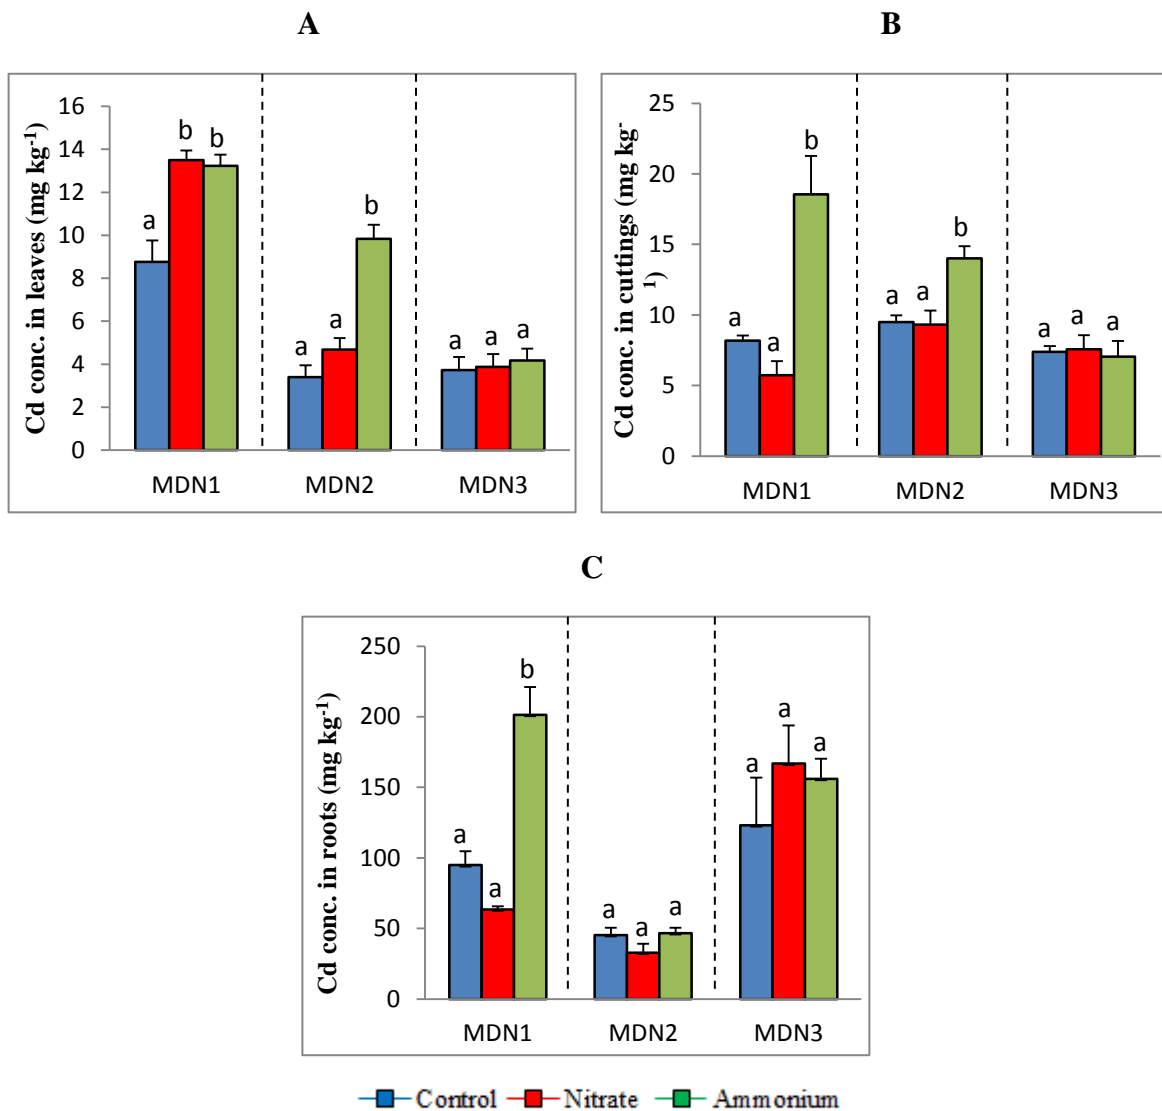 A
B
Cd conc. in leaves (mg kg-1)
16
14
12
10
8
6
4
2
0
a
b
b
a
a
b
a
a
a
MDN1 MDN2 MDN3
Cd conc. in cuttings (mg kg-
1)
25
20
15
10
5
0
a
a
b
a
a
b
a
a
a
MDN1 MDN2 MDN3
C
Cd conc. in roots (mg kg-1)
250
200
150
100
50
0
a
a
b
a
a
a
a
a
a
MDN1 MDN2 MDN3
Control Nitrate Ammonium